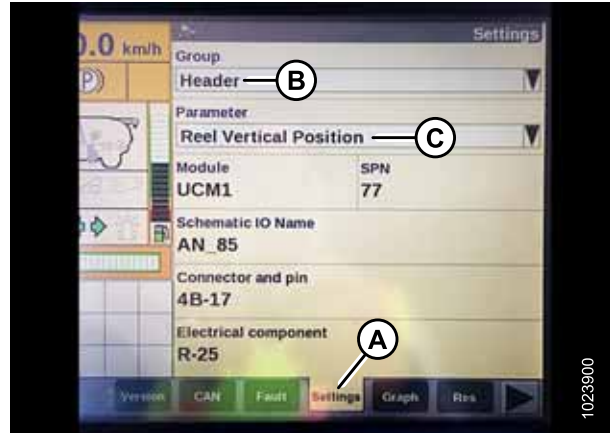 0.0 km/h
Settings
(P)
Group
Header
B
Parameter
Reel Vertical Position
C
Module SPN
UCM1 77
Schematic IO Name
AN_85
Connector and pin
4B-17
Electrical component
R-25
A
Version CAN Fault Settings Graph Res
1023900